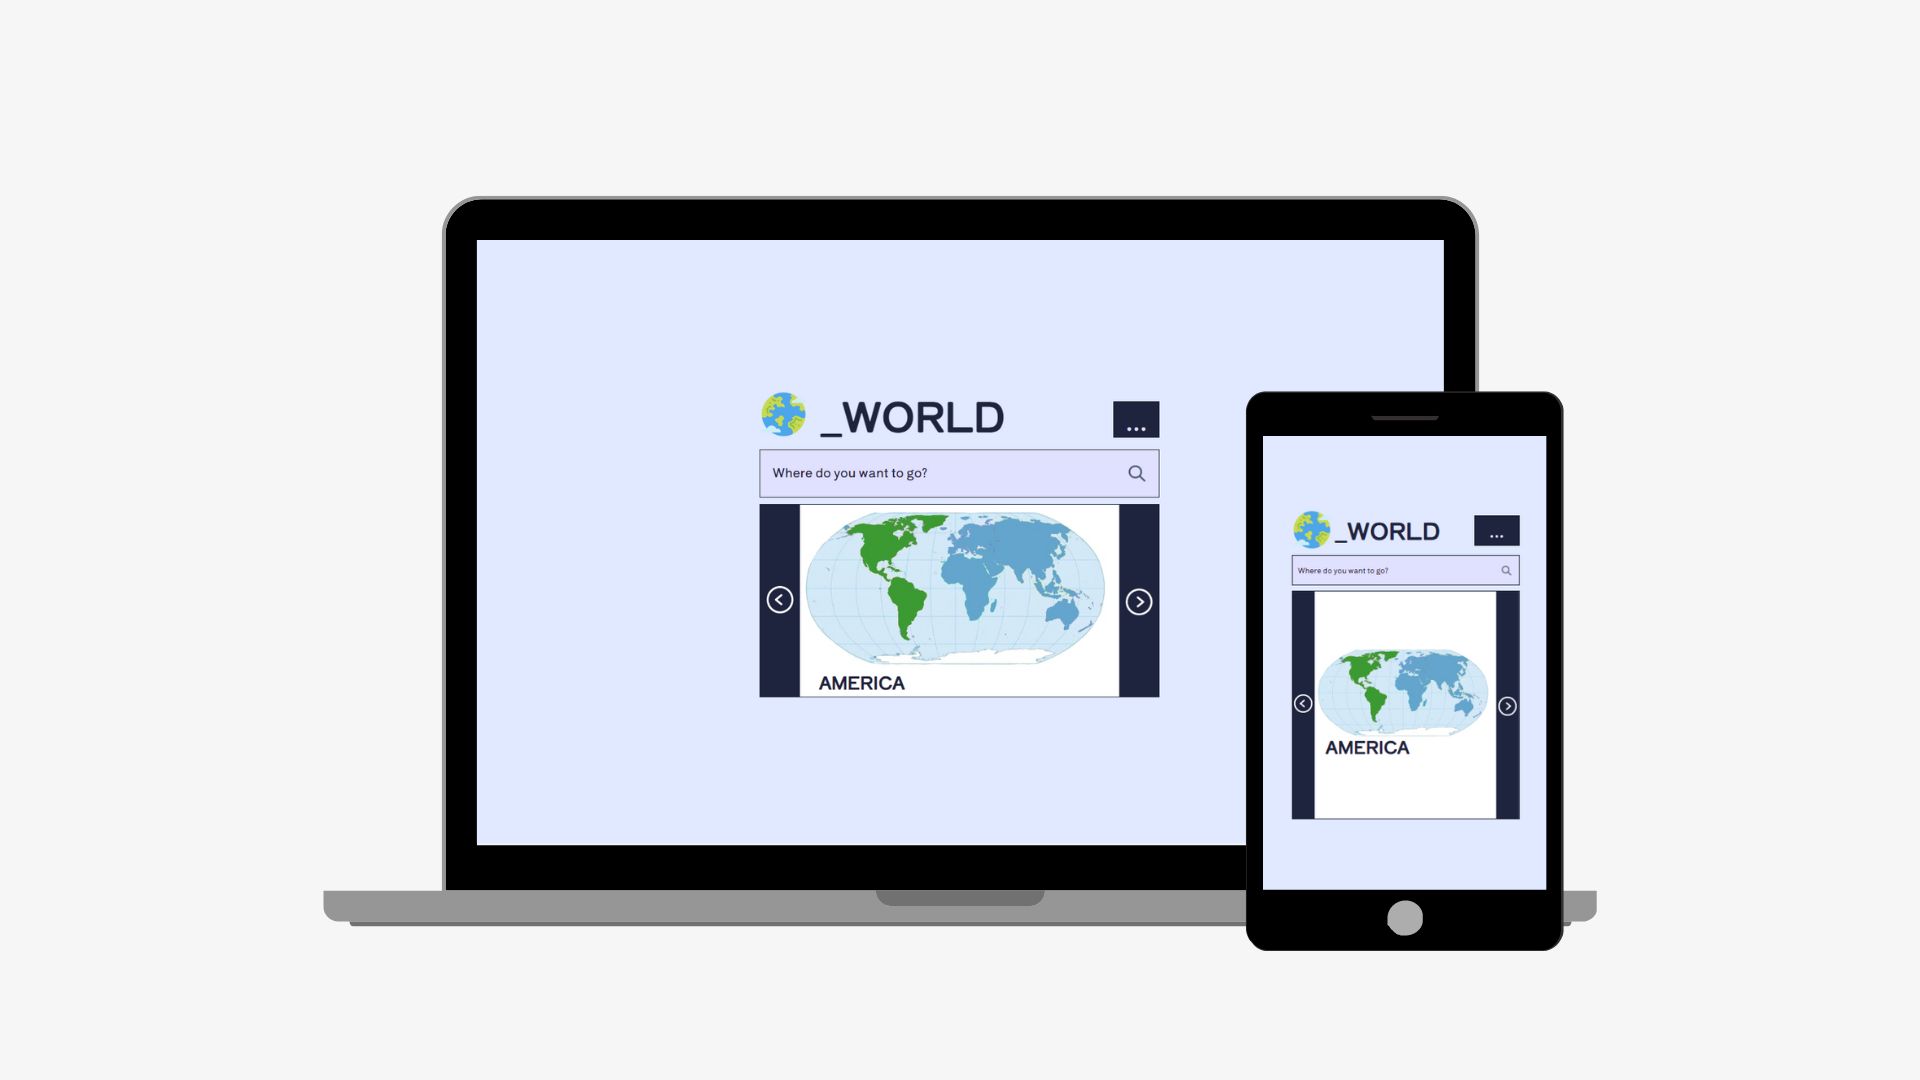 _WORLD
...
Where do you want to go?
AMERICA
_WORLD
...
Where do you want to go?
AMERICA